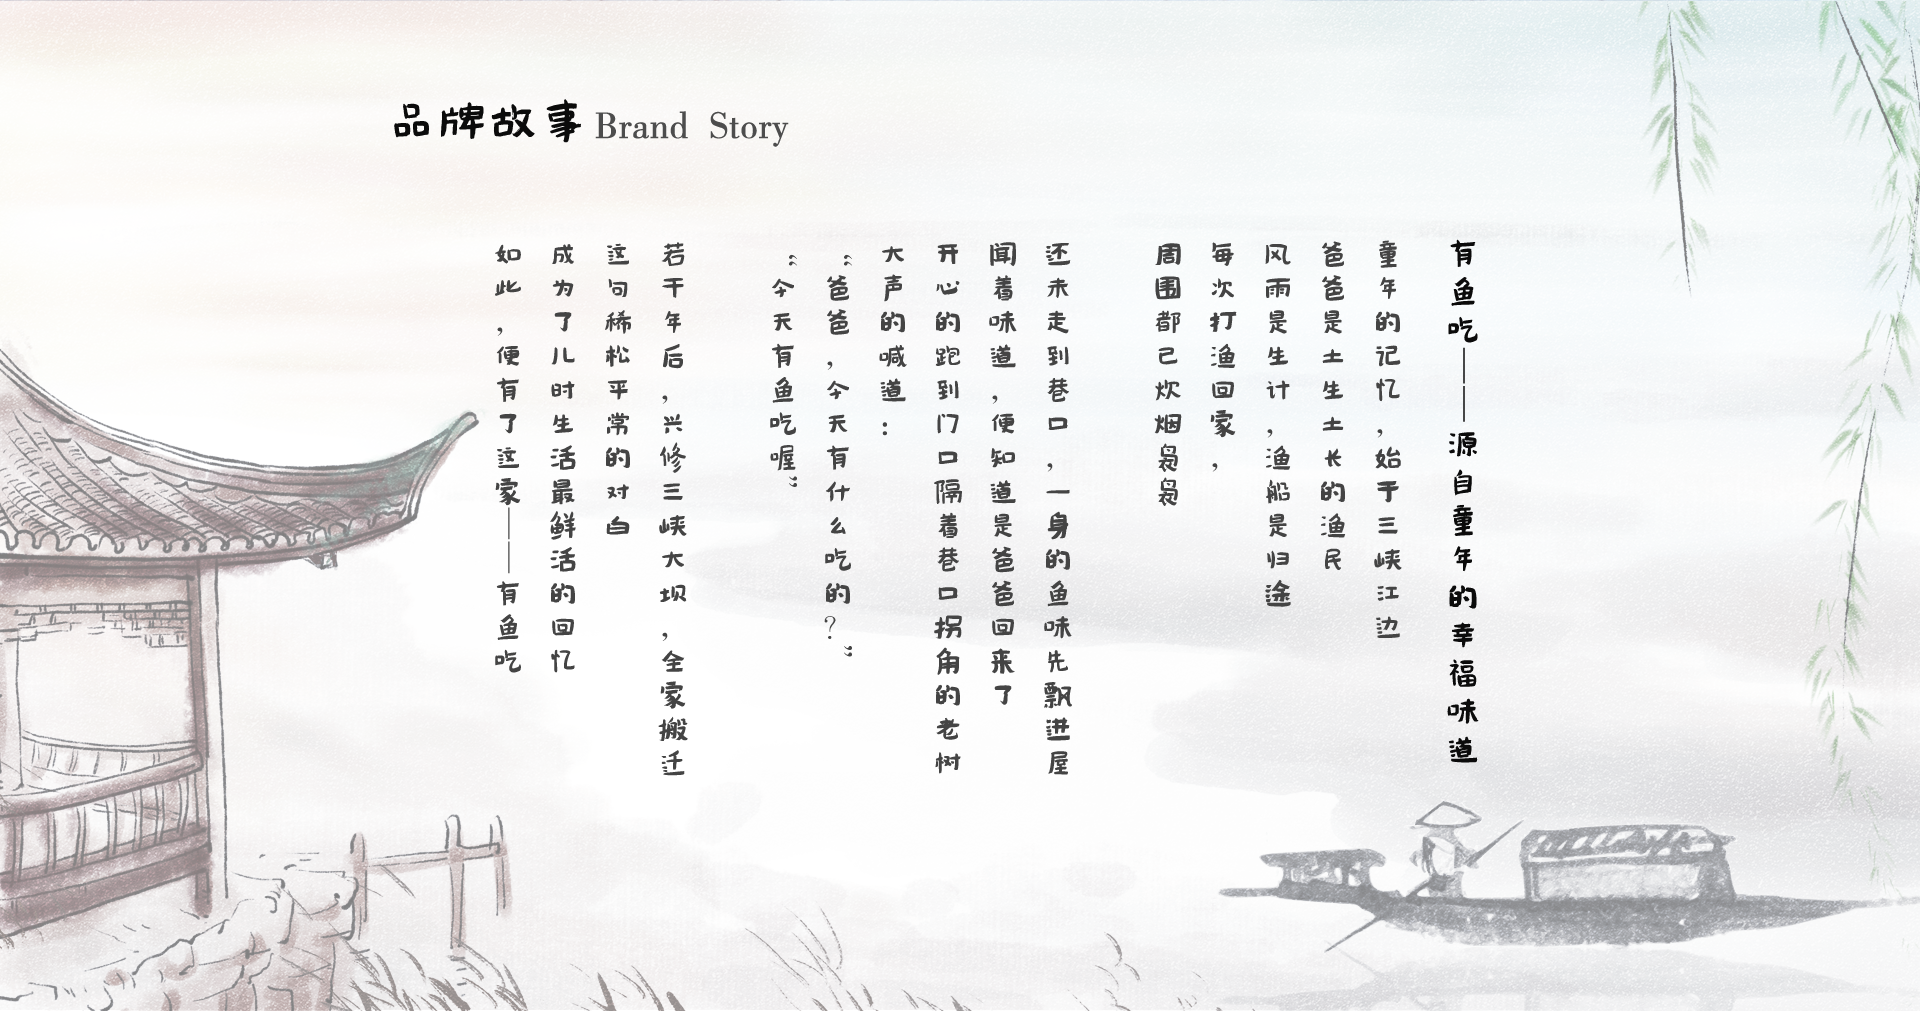 品牌故事 Brand Story
有鱼吃——源自童年的幸福味道
童年的记忆，始于三峡江边
爸爸是土生土长的渔民
风雨是生计，渔船是归途
每次打渔回家，
周围都已炊烟袅袅
还未走到巷口，一身的鱼味先飘进屋
闻着味道，便知道是爸爸回来了
开心的跑到门口隔着巷口拐角的老树
大声的喊道：
“爸爸，今天有什么吃的？”
“今天有鱼吃喔”
若干年后，兴修三峡大坝，全家搬迁
这句稀松平常的对白
成为了儿时生活最鲜活的回忆
如此，便有了这家——有鱼吃